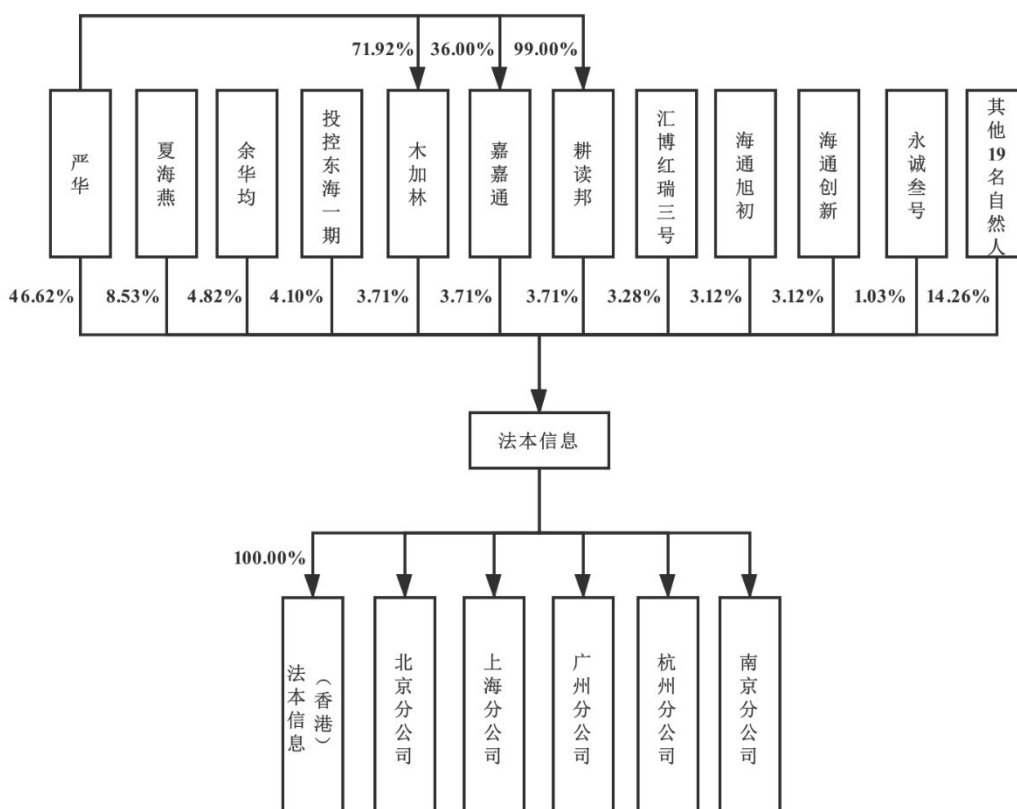 71.92%
36.00%
99.00%
严华
夏海燕
余华均
投控东海一期
木加林
嘉嘉通
耕读邦
汇博红瑞三号
海通旭初
海通创新
永诚叁号
其他19名自然人
46.62%
8.53%
4.82%
4.10%
3.71%
3.71%
3.71%
3.28%
3.12%
3.12%
1.03%
14.26%
法本信息
100.00%
法本信息
（香港）
北京分公司
上海分公司
广州分公司
杭州分公司
南京分公司